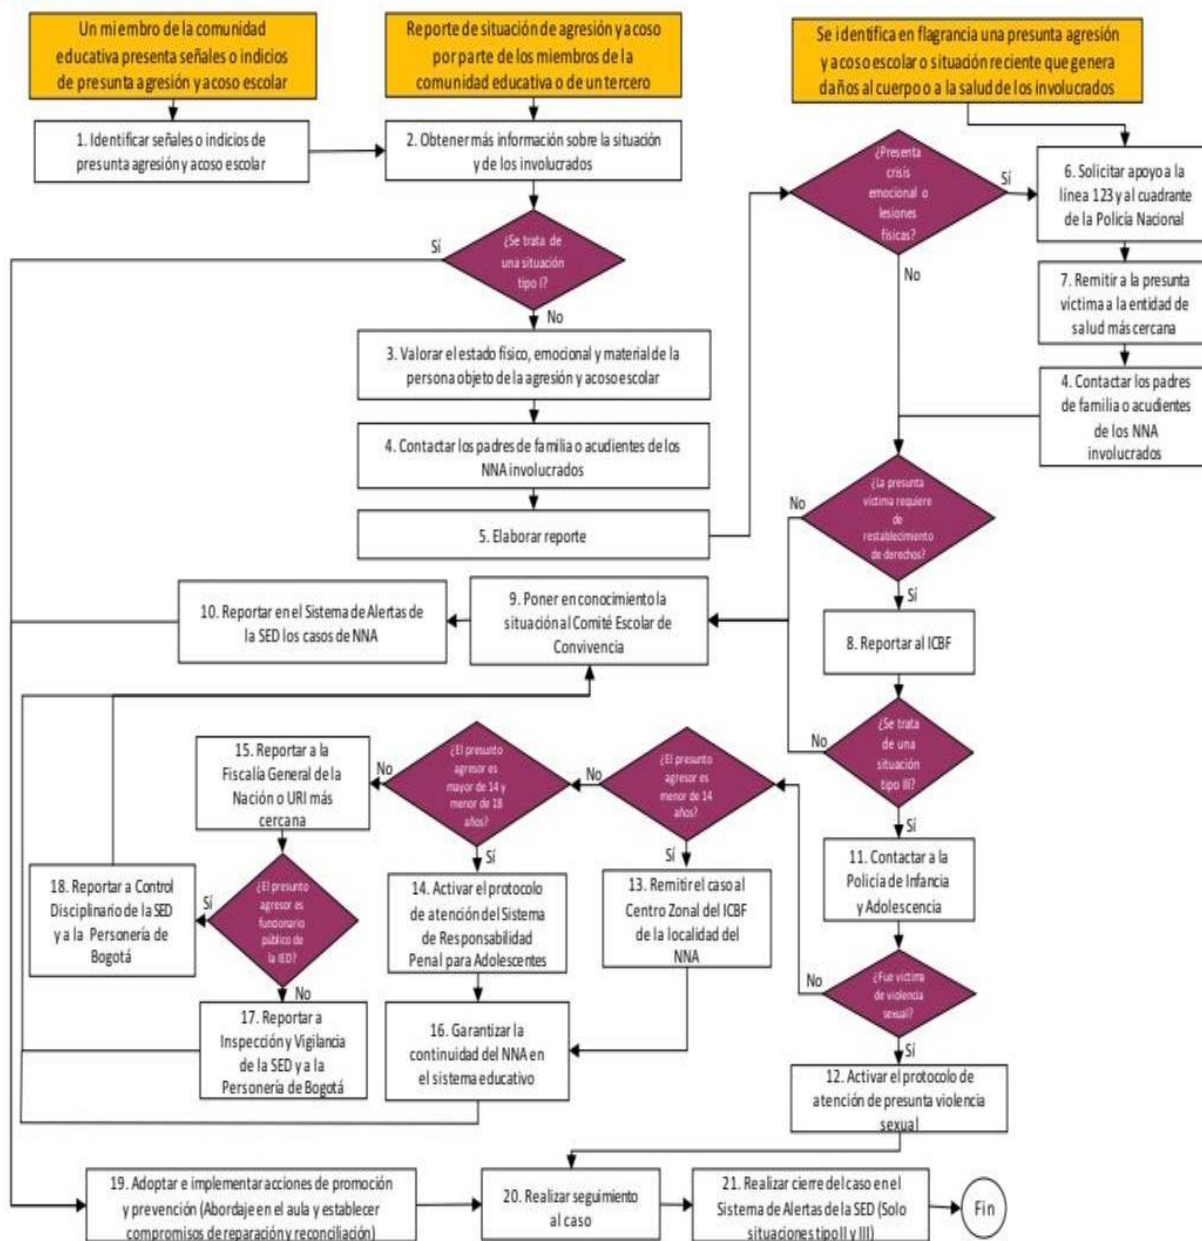 Un miembro de la comunidad
educativa presenta señales o indicios
de presunta agresión y acoso escolar
Reporte de situación de agresión y acoso
por parte de los miembros de la
comunidad educativa o de un tercero
Se identifica en flagrancia una presunta agresión
y acoso escolar o situación reciente que genera
daños al cuerpo o a la salud de los involucrados
1. Identificar señales o indicios de
presunta agresión y acoso escolar
2. Obtener más información sobre la situación
y de los involucrados
¿Presenta
crisis
emocional o
lesiones
físicas?
Sí
No
6. Solicitar apoyo a la
línea 123 y al cuadrante
de la Policía Nacional
¿Se trata de
una situación
tipo I?
Sí
No
7. Remitir a la presunta
víctima a la entidad de
salud más cercana
3. Valorar el estado físico, emocional y material de la
persona objeto de la agresión y acoso escolar
4. Contactar los padres
de familia o acudientes
de los NNA
involucrados
4. Contactar los padres de familia o acudientes de los
NNA involucrados
¿La presunta
víctima requiere
de
restablecimiento
de derechos?
No
Sí
5. Elaborar reporte
10. Reportar en el Sistema de Alertas de
la SED los casos de NNA
9. Poner en conocimiento la
situación al Comité Escolar de
Convivencia
8. Reportar al ICBF
¿Se trata
de una
situación
tipo III?
No
Sí
15. Reportar a la
Fiscalía General de la
Nación o URI más
cercana
No
¿El presunto
agresor es
mayor de 14 y
menor de 18
años?
Sí
No
¿El presunto
agresor es
menor de 14
años?
Sí
11. Contactar a la
Policía de Infancia
y Adolescencia
18. Reportar a Control
Disciplinario de la SED
y a la Personería de
Bogotá
Sí
¿El presunto
agresor es
funcionario
público de
la IED?
No
14. Activar el protocolo
de atención del Sistema
de Responsabilidad
Penal para Adolescentes
13. Remitir el caso al
Centro Zonal del ICBF
de la localidad del
NNA
No
¿Fue víctima
de violencia
sexual?
Sí
17. Reportar a
Inspección y Vigilancia
de la SED y a la
Personería de Bogotá
16. Garantizar la
continuidad del NNA en
el sistema educativo
12. Activar el protocolo de
atención de presunta violencia
sexual
19. Adoptar e implementar acciones de promoción
y prevención (Abordaje en el aula y establecer
compromisos de reparación y reconciliación)
20. Realizar seguimiento
al caso
21. Realizar cierre del caso en el
Sistema de Alertas de la SED (Solo
situaciones tipo II y III)
Fin